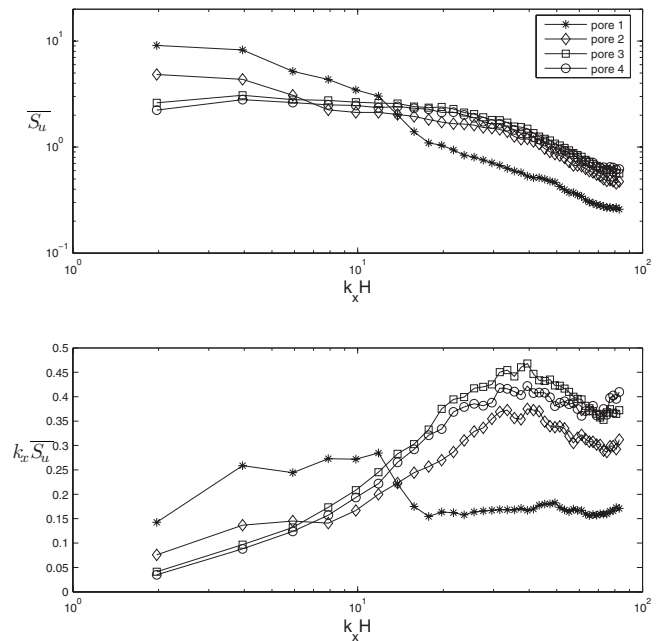 10^1
10^0
10^-1
\overline{S_u}
pore 1
pore 2
pore 3
pore 4
10^0 10^1 10^2
k_x H
0.5
0.45
0.4
0.35
0.3
0.25
0.2
0.15
0.1
0.05
0
k_x \overline{S_u}
10^0 10^1 10^2
k_x H